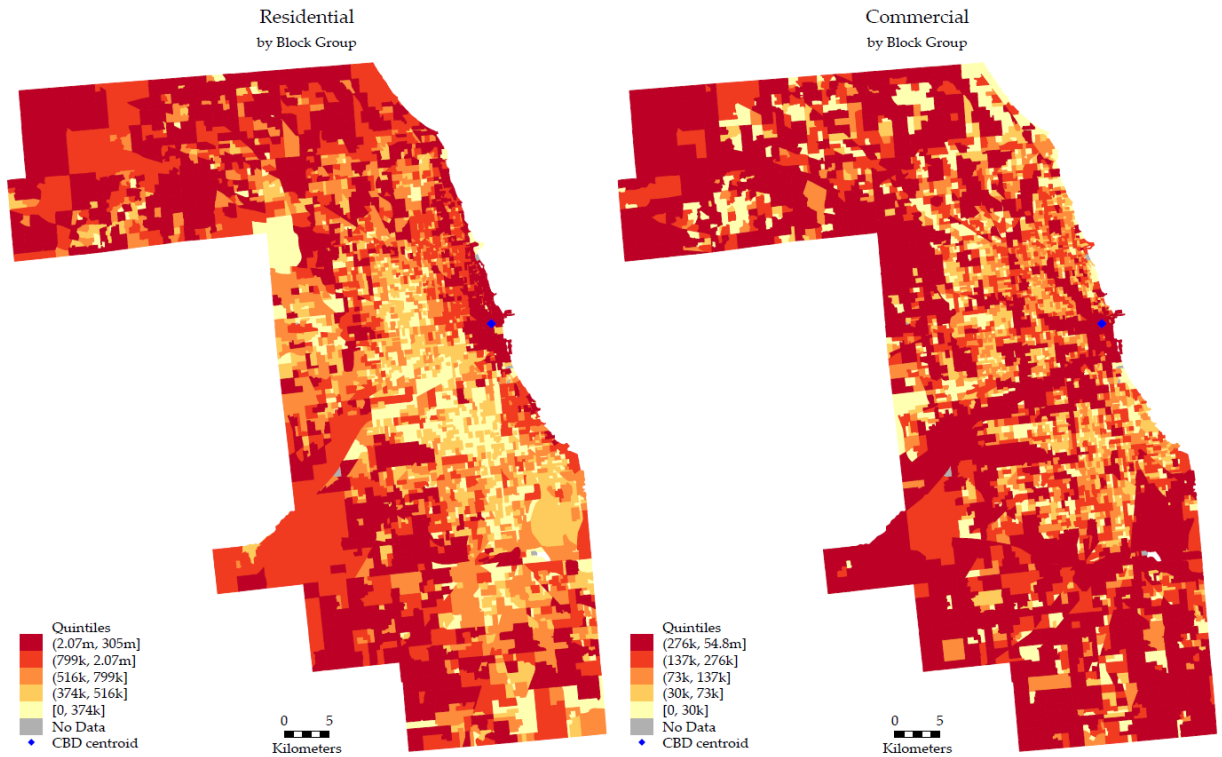 Residential
by Block Group
Quintiles
(2.07m, 305m]
(799k, 2.07m]
(516k, 799k]
(374k, 516k]
[0, 374k]
No Data
CBD centroid
0 5
Kilometers
Commercial
by Block Group
Quintiles
(276k, 54.8m]
(137k, 276k]
(73k, 137k]
(30k, 73k]
[0, 30k]
No Data
CBD centroid
0 5
Kilometers